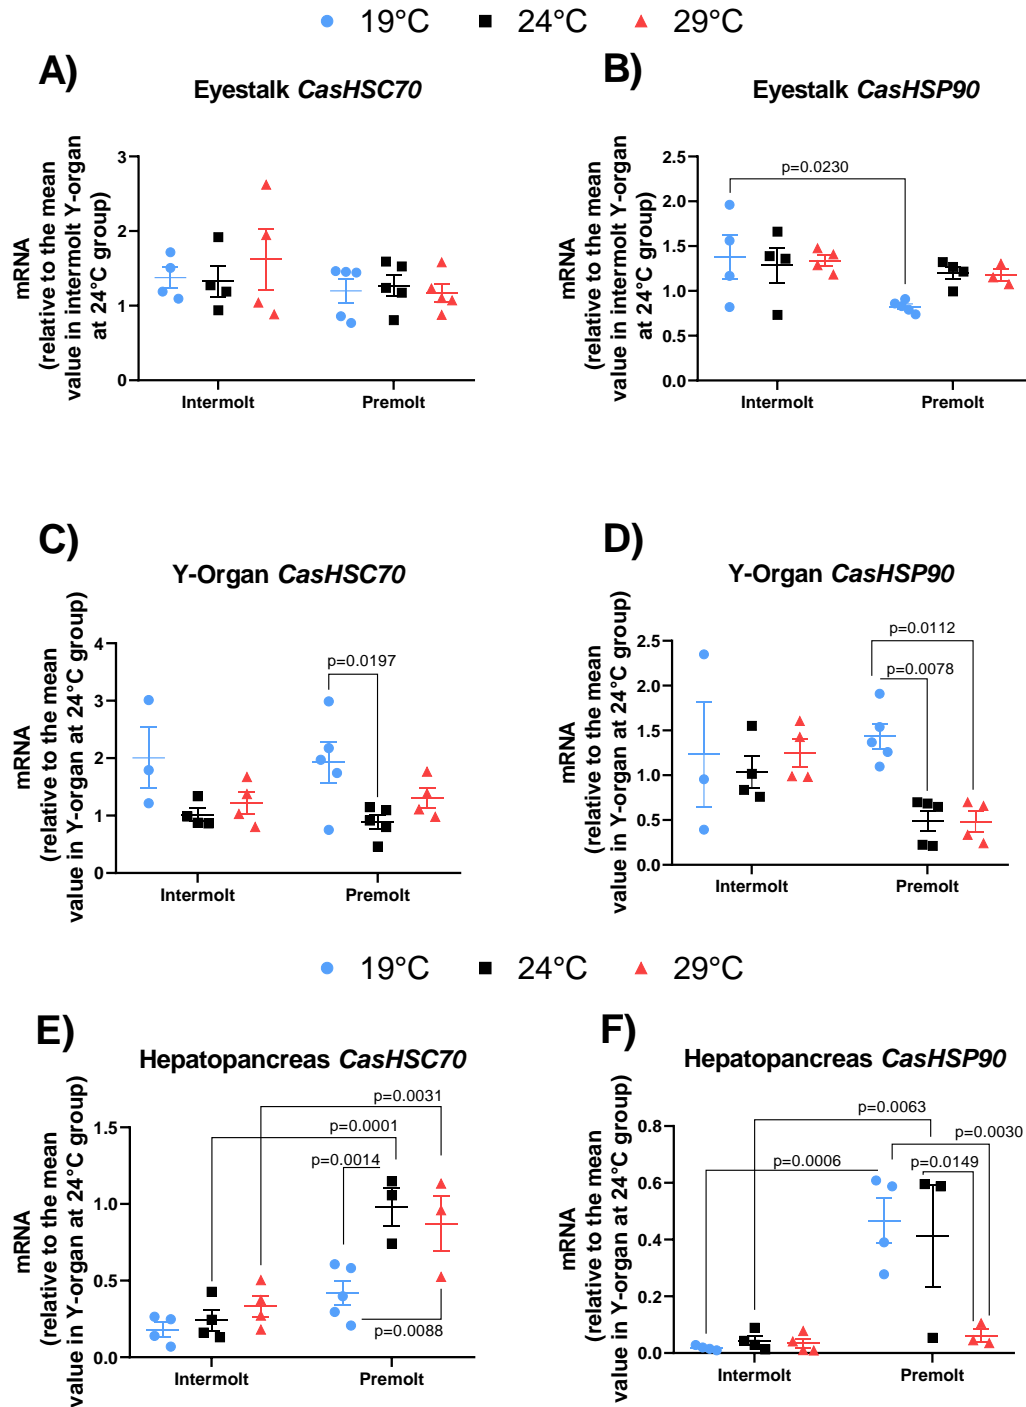 19°C 24°C 29°C
A)
Eyestalk CasHSC70
mRNA
(relative to the mean
value in intermolt Y-organ
at 24°C group)
3
2
1
0
Intermolt Premolt
B)
Eyestalk CasHSP90
mRNA
(relative to the mean
value in intermolt Y-organ
at 24°C group)
2.5
2.0
1.5
1.0
0.5
0.0
p=0.0230
Intermolt Premolt
C)
Y-Organ CasHSC70
mRNA
(relative to the mean
value in Y-organ at 24°C group)
4
3
2
1
0
p=0.0197
Intermolt Premolt
D)
Y-Organ CasHSP90
mRNA
(relative to the mean
value in Y-organ at 24°C group)
2.5
2.0
1.5
1.0
0.5
0.0
p=0.0112
p=0.0078
Intermolt Premolt
19°C 24°C 29°C
E)
Hepatopancreas CasHSC70
mRNA
(relative to the mean
value in Y-organ at 24°C group)
1.5
1.0
0.5
0.0
p=0.0031
p=0.0001
p=0.0014
p=0.0088
Intermolt Premolt
F)
Hepatopancreas CasHSP90
mRNA
(relative to the mean
value in Y-organ at 24°C group)
0.8
0.6
0.4
0.2
0.0
p=0.0063
p=0.0030
p=0.0006
p=0.0149
Intermolt Premolt